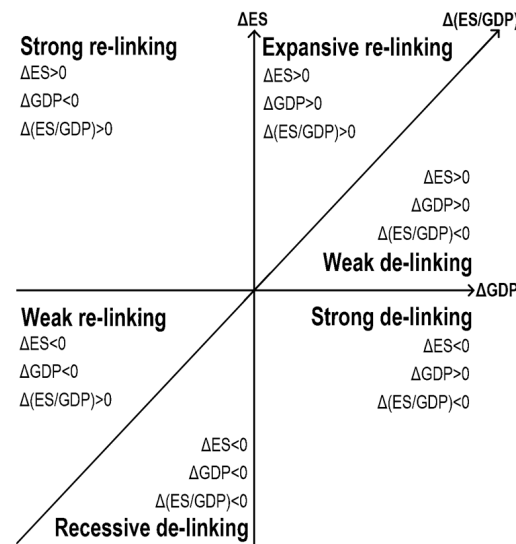 ΔES
Δ(ES/GDP)
Strong re-linking
ΔES>0
ΔGDP<0
Δ(ES/GDP)>0
Expansive re-linking
ΔES>0
ΔGDP>0
Δ(ES/GDP)>0
ΔES>0
ΔGDP>0
Δ(ES/GDP)<0
Weak de-linking
ΔGDP
Weak re-linking
ΔES<0
ΔGDP<0
Δ(ES/GDP)>0
Strong de-linking
ΔES<0
ΔGDP>0
Δ(ES/GDP)<0
ΔES<0
ΔGDP<0
Δ(ES/GDP)<0
Recessive de-linking